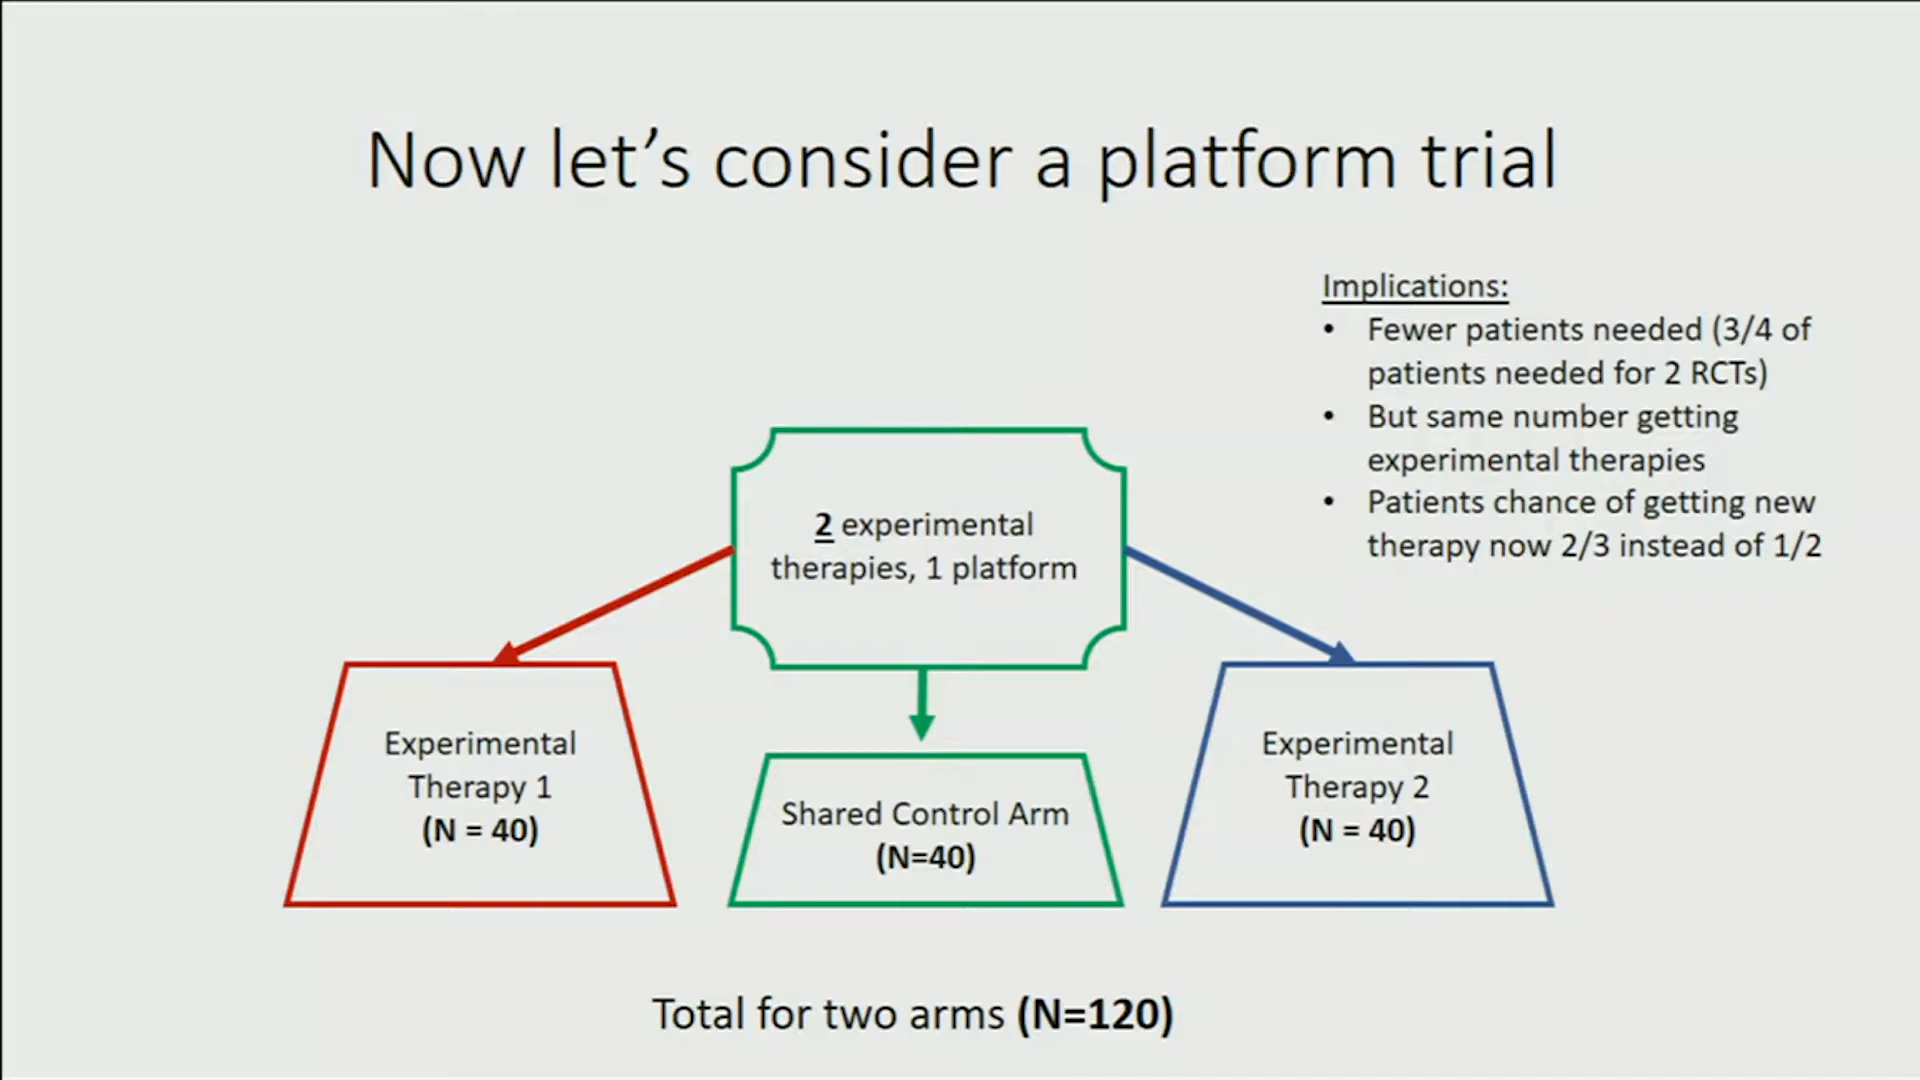 Now let’s consider a platform trial
Implications:
• Fewer patients needed (3/4 of
patients needed for 2 RCTs)
• But same number getting
experimental therapies
• Patients chance of getting new
therapy now 2/3 instead of 1/2
2 experimental
therapies, 1 platform
Experimental
Therapy 1
(N = 40)
Shared Control Arm
(N=40)
Experimental
Therapy 2
(N = 40)
Total for two arms (N=120)